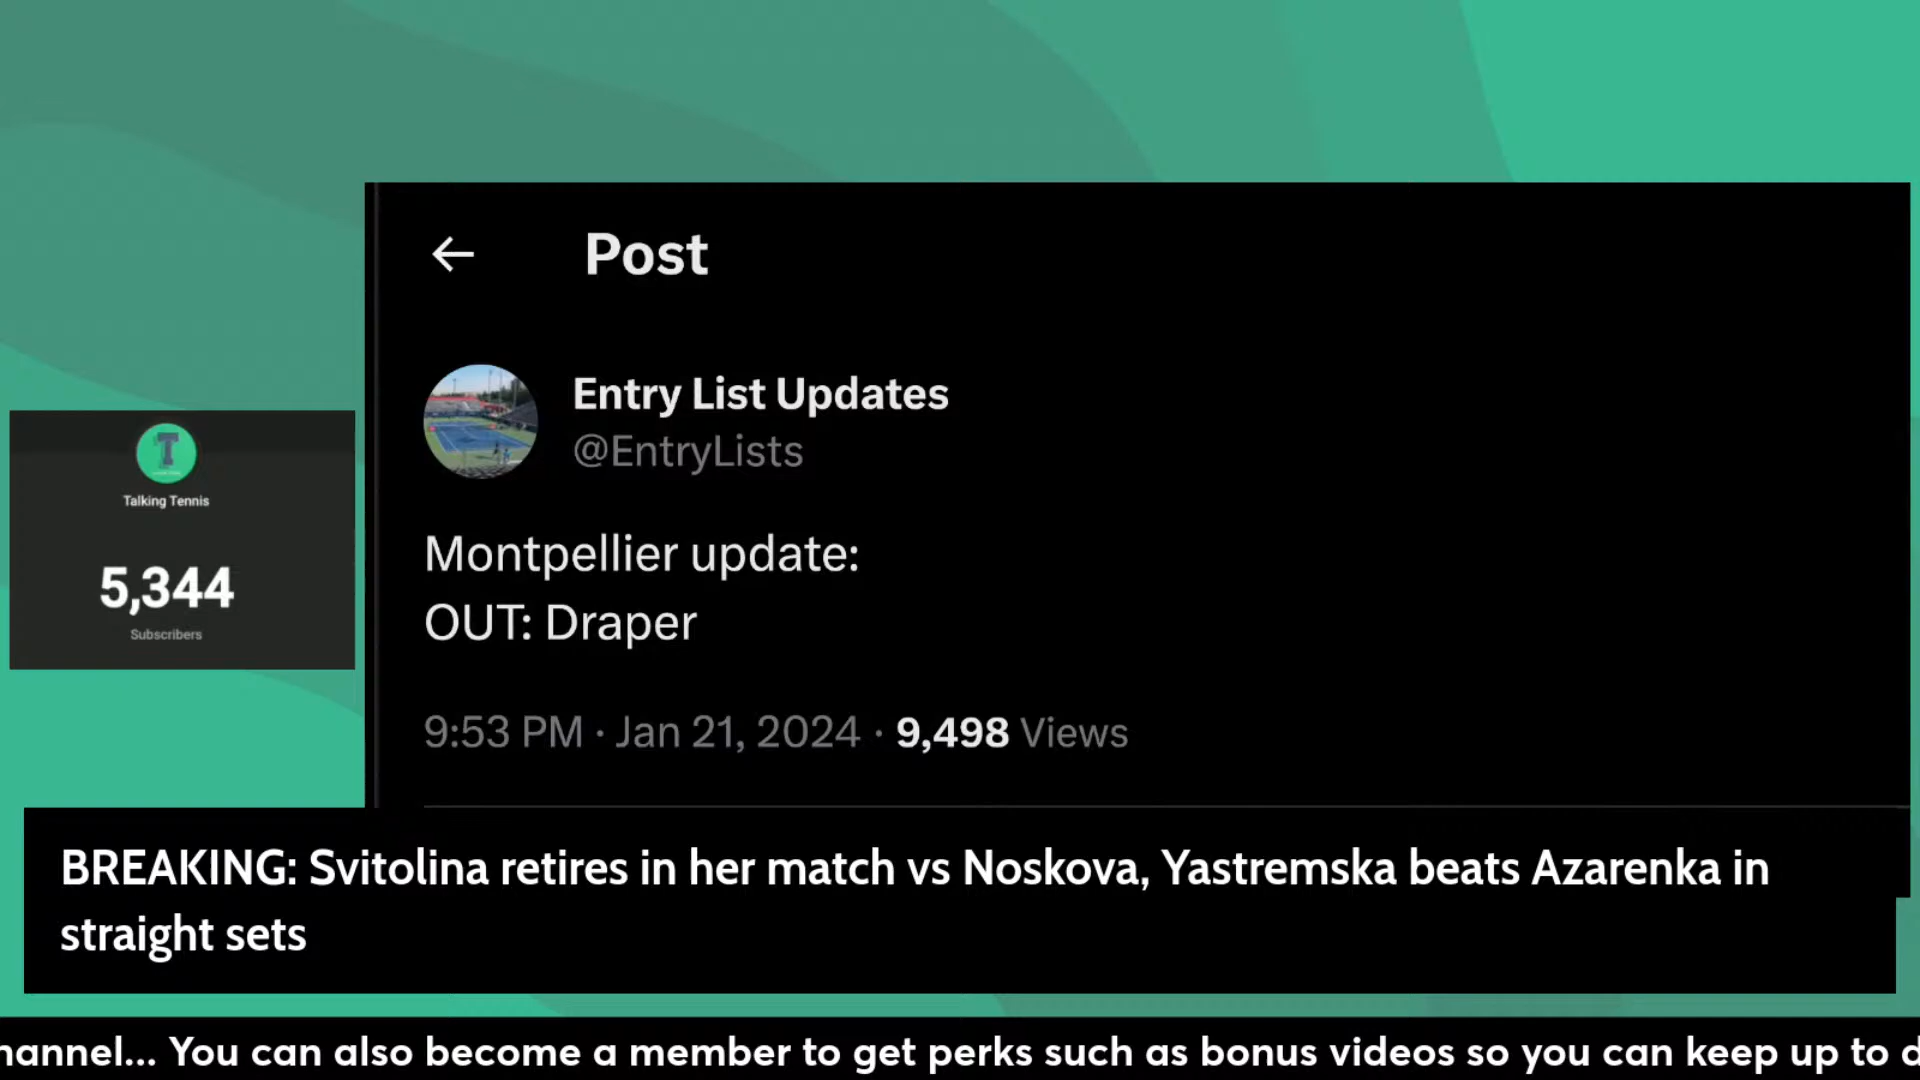 Post
Entry List Updates
@EntryLists
Montpellier update:
OUT: Draper
9:53 PM · Jan 21, 2024 · 9,498 Views
T
Talking Tennis
5,344
Subscribers
BREAKING: Svitolina retires in her match vs Noskova, Yastremska beats Azarenka in
straight sets
hannel... You can also become a member to get perks such as bonus videos so you can keep up to d